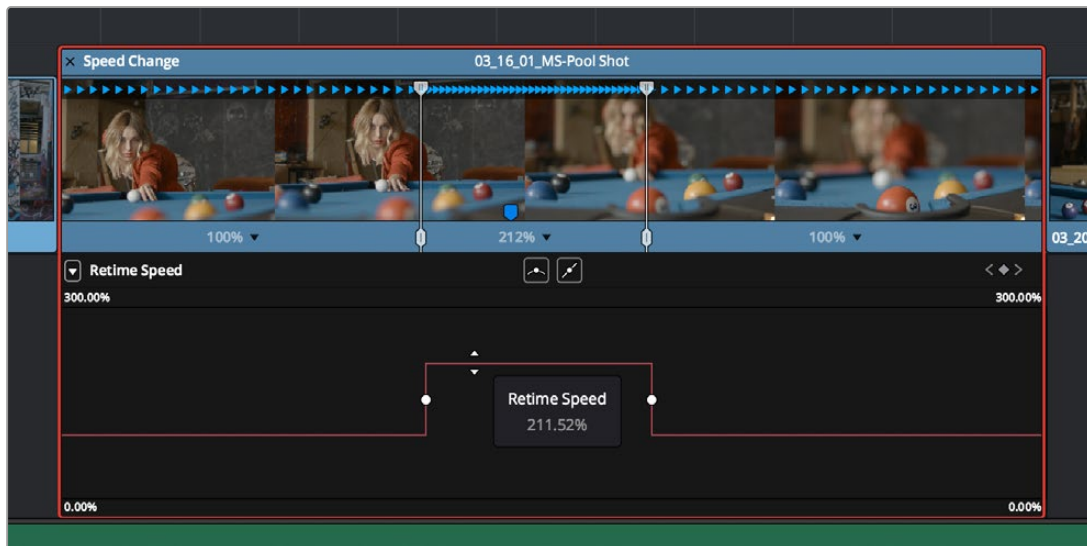 × Speed Change 03_16_01_MS-Pool Shot
100% 212% 100%
03_20
Retime Speed
300.00% 300.00%
Retime Speed
211.52%
0.00% 0.00%